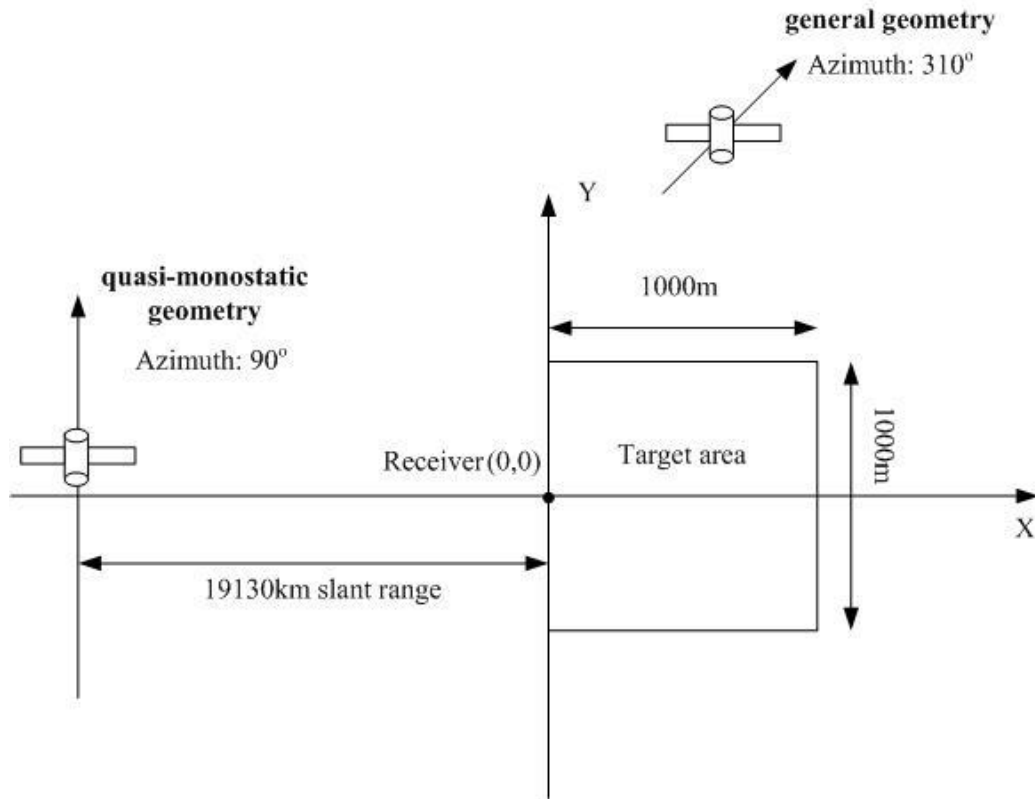 general geometry
Azimuth: 310°
Y
quasi-monostatic
geometry
1000m
Azimuth: 90°
Receiver(0,0)
Target area
1000m
X
19130km slant range